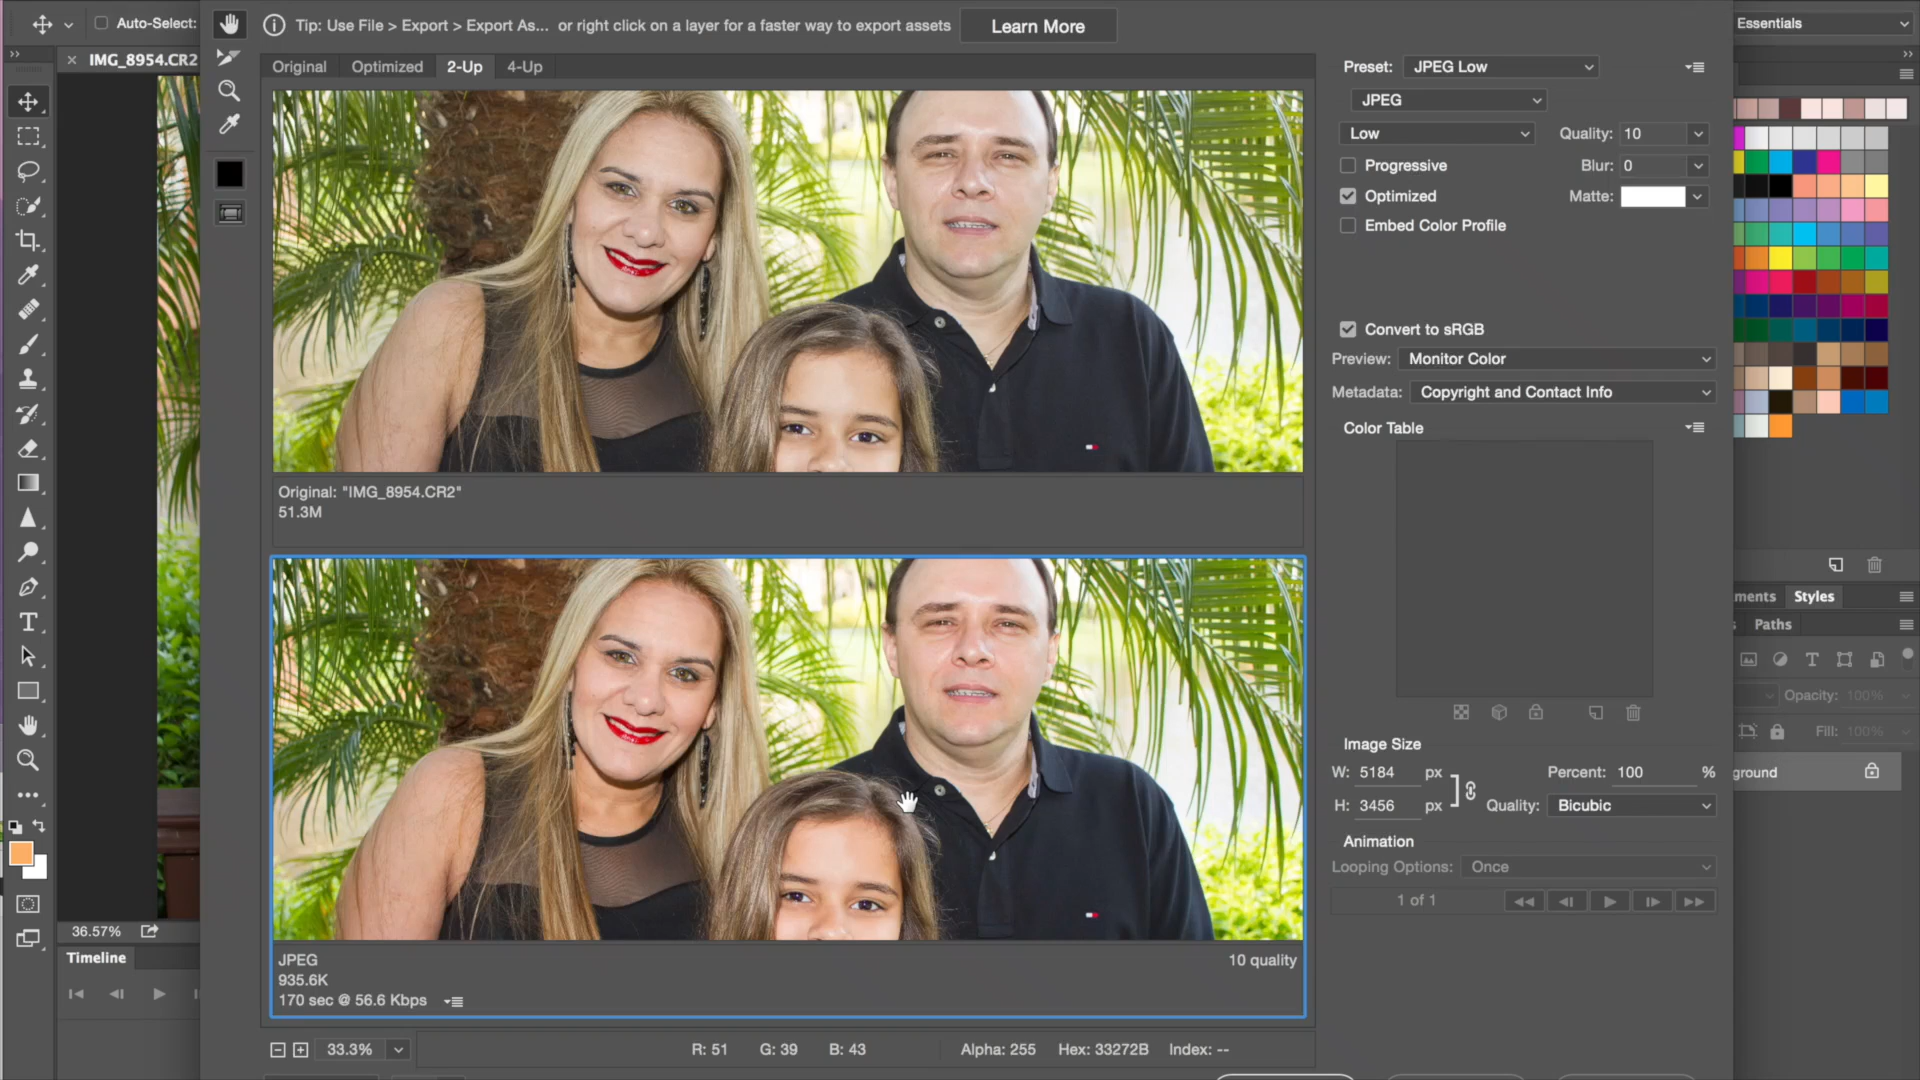 Auto-Select:
Tip: Use File > Export > Export As... or right click on a layer for a faster way to export assets
Learn More
Essentials
IMG_8954.CR2
Original Optimized 2-Up 4-Up
Preset: JPEG Low
JPEG
Low Quality: 10
Progressive Blur: 0
Optimized Matte:
Embed Color Profile
Convert to sRGB
Preview: Monitor Color
Metadata: Copyright and Contact Info
Color Table
Original: "IMG_8954.CR2"
51.3M
ments Styles
s Paths
Opacity: 100%
Fill: 100%
Image Size
W: 5184 px Percent: 100 %
H: 3456 px Quality: Bicubic
ground
Animation
Looping Options: Once
1 of 1
36.57%
Timeline
JPEG 10 quality
935.6K
170 sec @ 56.6 Kbps
33.3% R: 51 G: 39 B: 43 Alpha: 255 Hex: 33272B Index: --